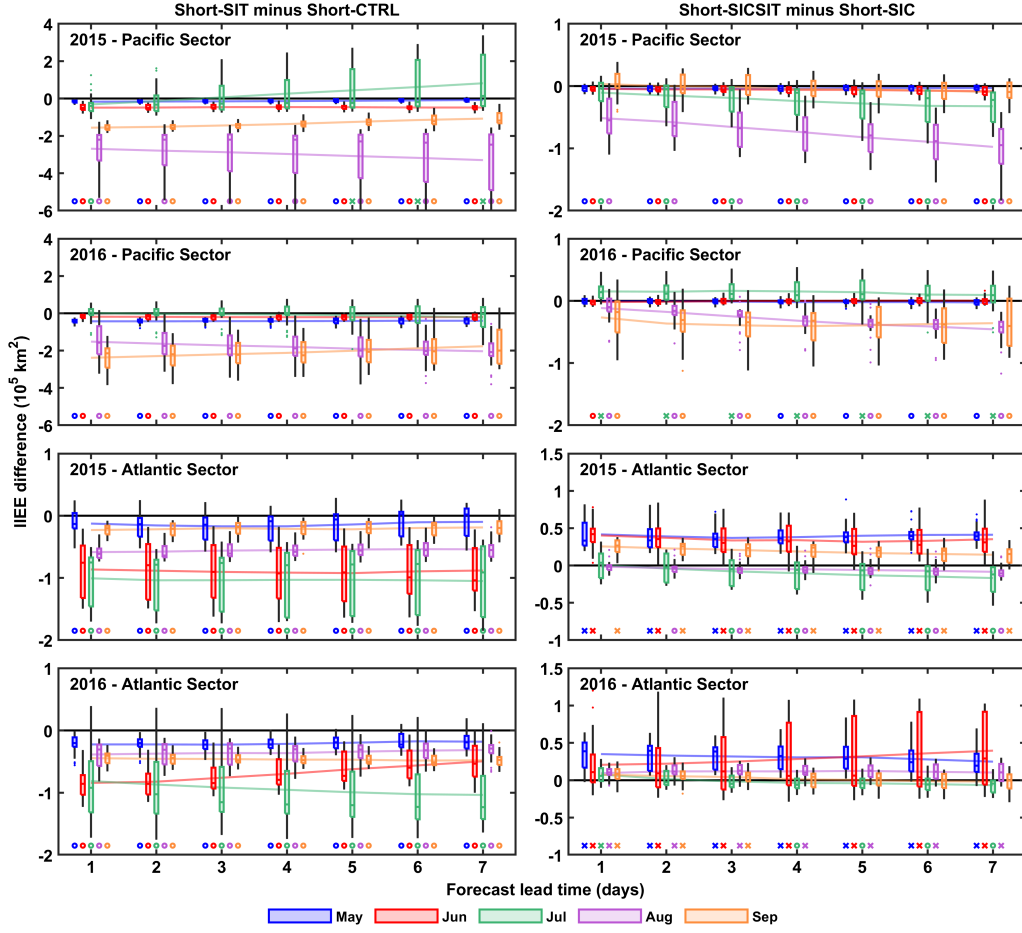 Short-SIT minus Short-CTRL
Short-SICSIT minus Short-SIC
2015 - Pacific Sector
4
2
0
-2
-4
-6
2015 - Pacific Sector
1
0
-1
-2
2016 - Pacific Sector
4
2
0
-2
-4
-6
2016 - Pacific Sector
1
0
-1
-2
IIEE difference (10⁵ km²)
2015 - Atlantic Sector
1
0
-1
-2
2015 - Atlantic Sector
1.5
1
0.5
0
-0.5
-1
2016 - Atlantic Sector
1
0
-1
-2
1 2 3 4 5 6 7
2016 - Atlantic Sector
1.5
1
0.5
0
-0.5
-1
1 2 3 4 5 6 7
Forecast lead time (days)
May Jun Jul Aug Sep